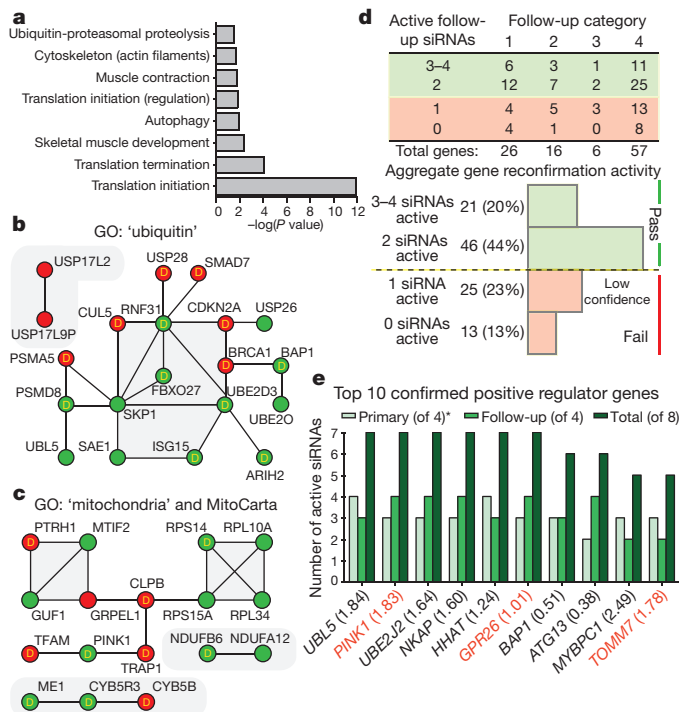 a
Ubiquitin-proteasomal proteolysis
Cytoskeleton (actin filaments)
Muscle contraction
Translation initiation (regulation)
Autophagy
Skeletal muscle development
Translation termination
Translation initiation
0 2 4 6 8 10 12
–log(P value)
b
GO: 'ubiquitin'
USP17L2
USP28
SMAD7
D D
USP17L9P
CUL5
RNF31
CDKN2A
USP26
D D D
PSMA5
BRCA1
BAP1
D D D
FBXO27
D
UBE2D3
PSMD8
SKP1
UBE2O
D D
UBL5
SAE1
ISG15
ARIH2
D D
c
GO: 'mitochondria' and MitoCarta
PTRH1
MTIF2
RPS14
RPL10A
D
CLPB
D
GUF1
GRPEL1
RPS15A
RPL34
TFAM
PINK1
NDUFB6
NDUFA12
D D D
TRAP1
ME1
CYB5R3
CYB5B
D D D
d
Active follow-up siRNAs
Follow-up category
1 2 3 4
3–4 6 3 1 11
2 12 7 2 25
1 4 5 3 13
0 4 1 0 8
Total genes: 26 16 6 57
Aggregate gene reconfirmation activity
3–4 siRNAs active 21 (20%)
2 siRNAs active 46 (44%)
Pass
1 siRNA active 25 (23%)
Low confidence
0 siRNAs active 13 (13%)
Fail
e
Top 10 confirmed positive regulator genes
Primary (of 4)* Follow-up (of 4) Total (of 8)
Number of active siRNAs
7
6
5
4
3
2
1
0
UBL5 (1.84)
PINK1 (1.83)
UBE2J2 (1.64)
NKAP (1.60)
HHAT (1.24)
GPR26 (1.01)
BAP1 (0.51)
ATG13 (0.38)
MYBPC1 (2.49)
TOMM7 (1.78)